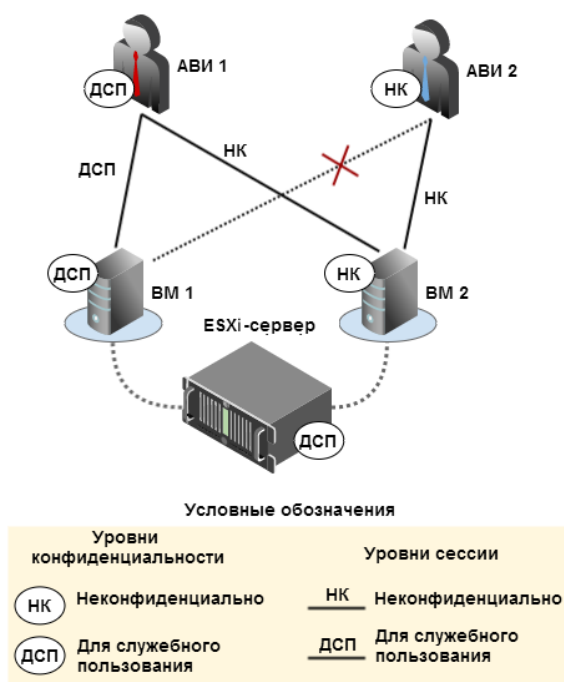 АВИ 1
АВИ 2
ДСП
НК
ДСП
НК
НК
ДСП
НК
ВМ 1
ВМ 2
ESXi-сервер
ДСП
Условные обозначения
Уровни
конфиденциальности
Уровни сессии
НК
Неконфиденциально
НК
Неконфиденциально
ДСП
Для служебного
пользования
ДСП
Для служебного
пользования